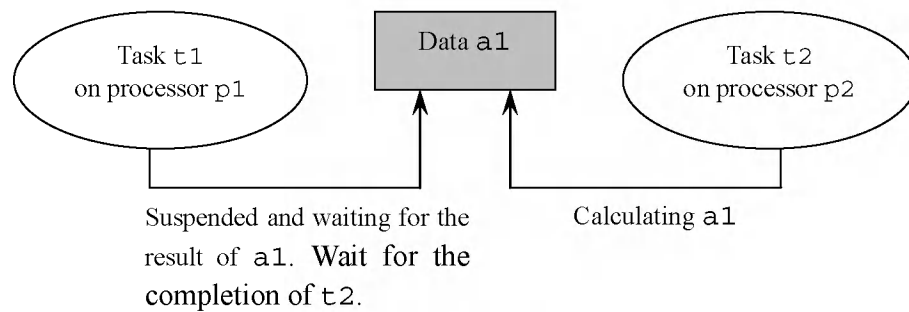 Task t1
on processor p1
Data a1
Task t2
on processor p2
Suspended and waiting for the
result of a1. Wait for the
completion of t2.
Calculating a1